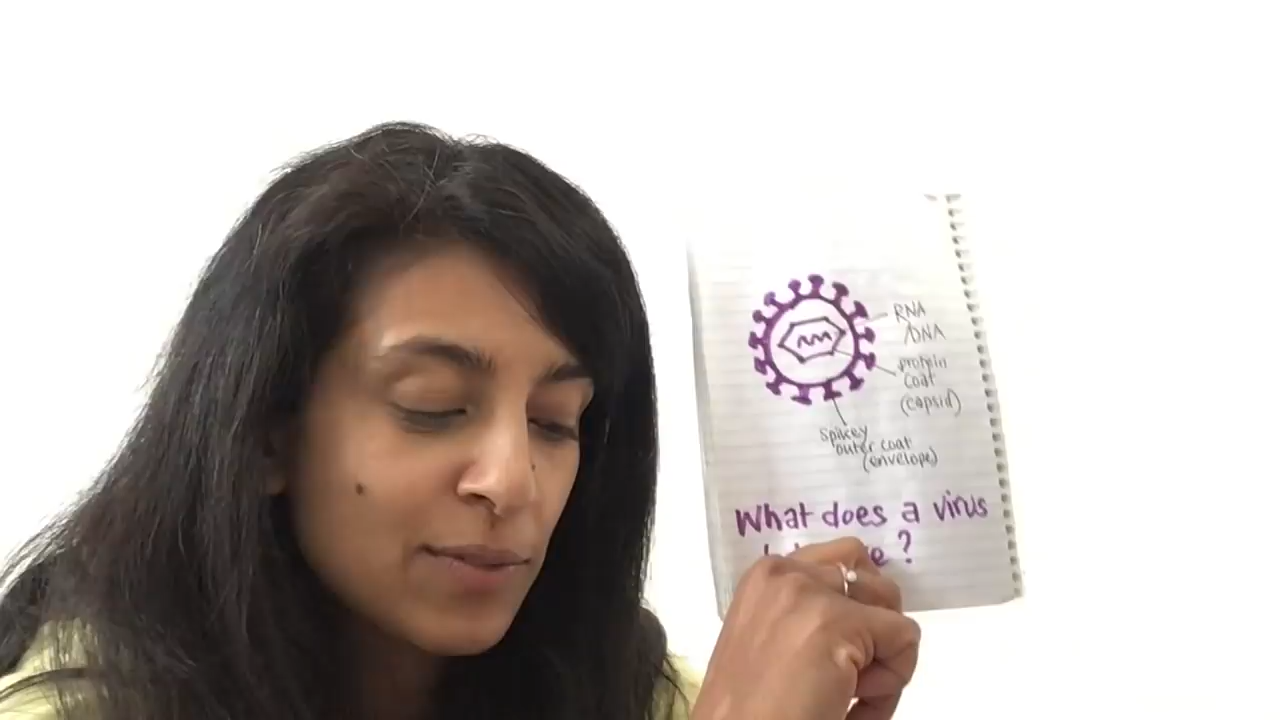 RNA
/DNA
protein
coat
(capsid)
spikey
outer coat
(envelope)
What does a virus
?